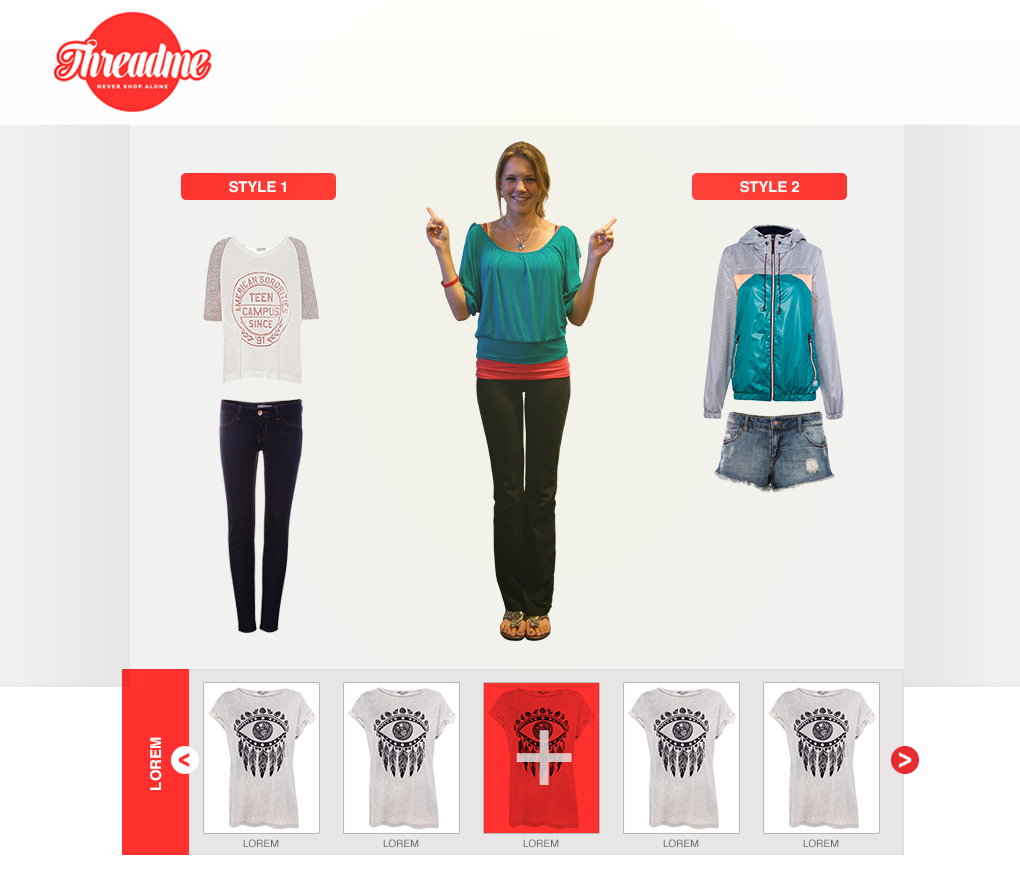 Threadme
NEVER SHOP ALONE
STYLE 1
STYLE 2
AMERICAN SORORITIES
TEEN
CAMPUS
SINCE
'91
LOREM
<
>
LOREM
LOREM
LOREM
LOREM
LOREM